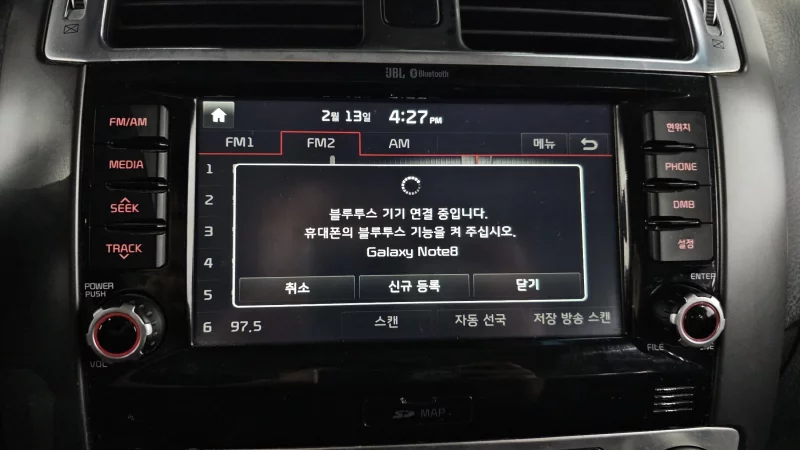 JBL Bluetooth
FM/AM
MEDIA
SEEK
TRACK
POWER
PUSH
VOL
2월 13일 4:27PM
FM1 FM2 AM 메뉴
1
2
3
4
5
6 97.5
블루투스 기기 연결 중입니다.
휴대폰의 블루투스 기능을 켜 주십시오.
Galaxy Note8
취소 신규 등록 닫기
스캔 자동 선국 저장 방송 스캔
현위치
PHONE
DMB
설정
ENTER
FILE
SD MAP